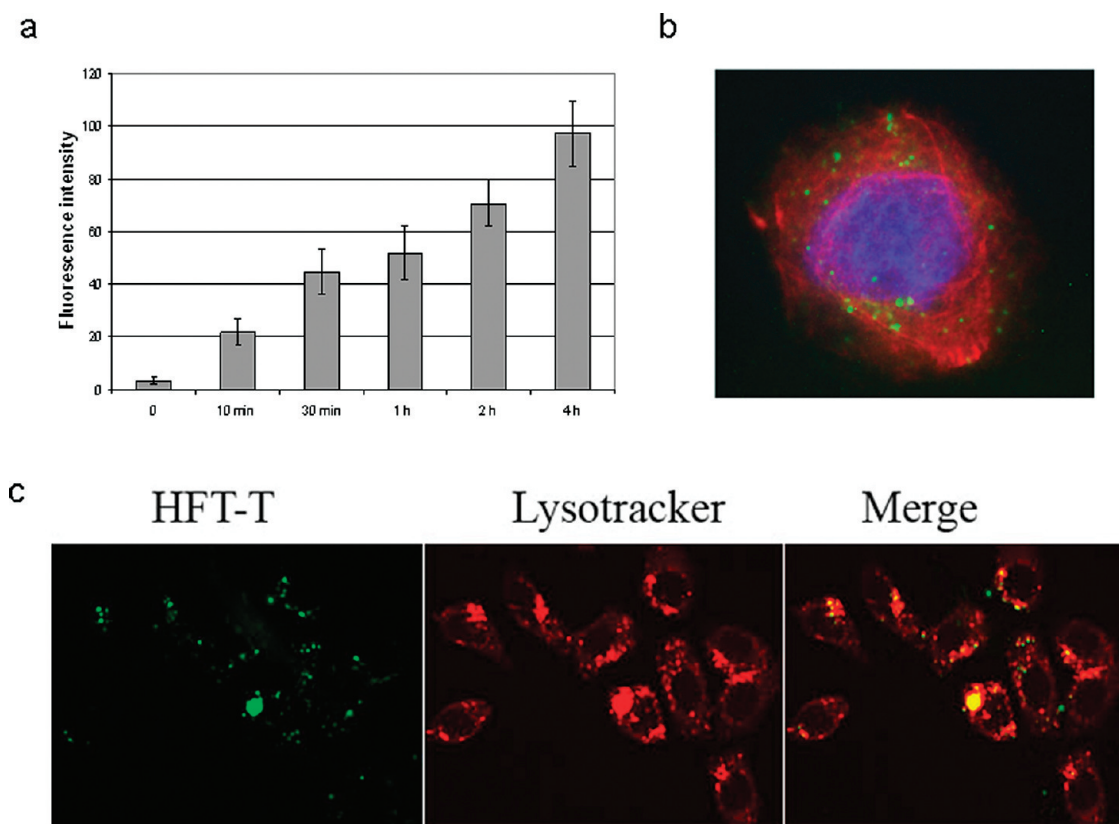 a
b
120
100
80
60
40
20
0
Fluorescence intensity
0 10 min 30 min 1 h 2 h 4 h
c
HFT-T Lysotracker Merge